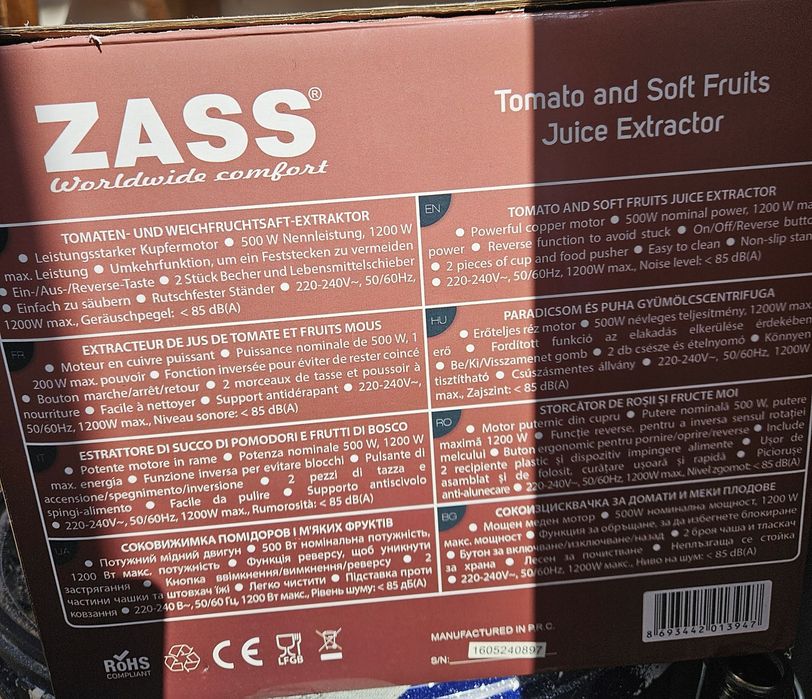 ZASS®
Worldwide comfort
Tomato and Soft Fruits
Juice Extractor
TOMATEN- UND WEICHFRUCHTSAFT-EXTRAKTOR
● Leistungsstarker Kupfermotor ● 500 W Nennleistung, 1200 W
max. Leistung ● Umkehrfunktion, um ein Feststecken zu vermeiden
● Ein-/Aus-/Reverse-Taste ● 2 Stück Becher und Lebensmittelschieber
● Einfach zu säubern ● Rutschfester Ständer ● 220-240V~, 50/60Hz,
1200W max., Geräuschpegel: < 85 dB(A)
FR
EXTRACTEUR DE JUS DE TOMATE ET FRUITS MOUS
● Moteur en cuivre puissant ● Puissance nominale de 500 W, 1
200 W max. pouvoir ● Fonction inversée pour éviter de rester coincé
● Bouton marche/arrêt/retour ● 2 morceaux de tasse et poussoir à
nourriture ● Facile à nettoyer ● Support antidérapant ● 220-240V~,
50/60Hz, 1200W max., Niveau sonore: < 85 dB(A)
IT
ESTRATTORE DI SUCCO DI POMODORI E FRUTTI DI BOSCO
● Potente motore in rame ● Potenza nominale 500 W, 1200 W
max. energia ● Funzione inversa per evitare blocchi ● Pulsante di
accensione/spegnimento/inversione ● 2 pezzi di tazza e
spingi-alimento ● Facile da pulire ● Supporto antiscivolo
● 220-240V~, 50/60Hz, 1200W max., Rumorosità: < 85 dB(A)
UA
СОКОВИЖИМКА ПОМІДОРІВ І М'ЯКИХ ФРУКТІВ
● Потужний мідний двигун ● 500 Вт номінальна потужність,
1200 Вт макс. потужність ● Функція реверсу, щоб уникнути
застрягання ● Кнопка ввімкнення/вимкнення/реверсу ● 2
частини чашки та штовхач їжі ● Легко чистити ● Підставка проти
ковзання ● 220-240 В~, 50/60 Гц, 1200 Вт макс., Рівень шуму: < 85 дБ(А)
EN
TOMATO AND SOFT FRUITS JUICE EXTRACTOR
● Powerful copper motor ● 500W nominal power, 1200 W ma
power ● Reverse function to avoid stuck ● On/Off/Reverse butto
● 2 pieces of cup and food pusher ● Easy to clean ● Non-slip stan
● 220-240V~, 50/60Hz, 1200W max., Noise level: < 85 dB(A)
HU
PARADICSOM ÉS PUHA GYÜMÖLCSCENTRIFUGA
● Erőteljes réz motor ● 500W névleges teljesítmény, 1200W max
erő ● Fordított funkció az elakadás elkerülése érdekében
● Be/Ki/Visszamenet gomb ● 2 db csésze és ételnyomó ● Könnyen
tisztítható ● Csúszásmentes állvány ● 220-240V~, 50/60Hz, 1200W
max., Zajszint: < 85 dB(A)
RO
STORCĂTOR DE ROȘII ȘI FRUCTE MOI
● Motor puternic din cupru ● Putere nominală 500 W, putere
maximă 1200 W ● Funcție reverse, pentru a inversa sensul rotației
melcului ● Buton ergonomic pentru pornire/oprire/reverse ● Include
2 recipiente plastic și dispozitiv împingere alimente ● Ușor de
asamblat și de folosit, curățare ușoară și rapidă ● Picioruşe
anti-alunecare ● 220-240V~, 50/60Hz, 1200W max, Nivel zgomot: < 85 dB(A)
BG
СОКОИЗЦИСКВАЧКА ЗА ДОМАТИ И МЕКИ ПЛОДОВЕ
● Мощен меден мотор ● 500W номинална мощност, 1200 W
макс. мощност ● Функция за обръщане, за да избегнете блокиране
● Бутон за включване/изключване/назад ● 2 броя чаша и тласкач
за храна ● Лесен за почистване ● Неплъзгаща се стойка
● 220-240V~, 50/60Hz, 1200W макс., Ниво на шум: < 85 dB(A)
RoHS
COMPLIANT
CE
LFGB
MANUFACTURED IN P.R.C.
S/N: 1605240897
8 693442 013947